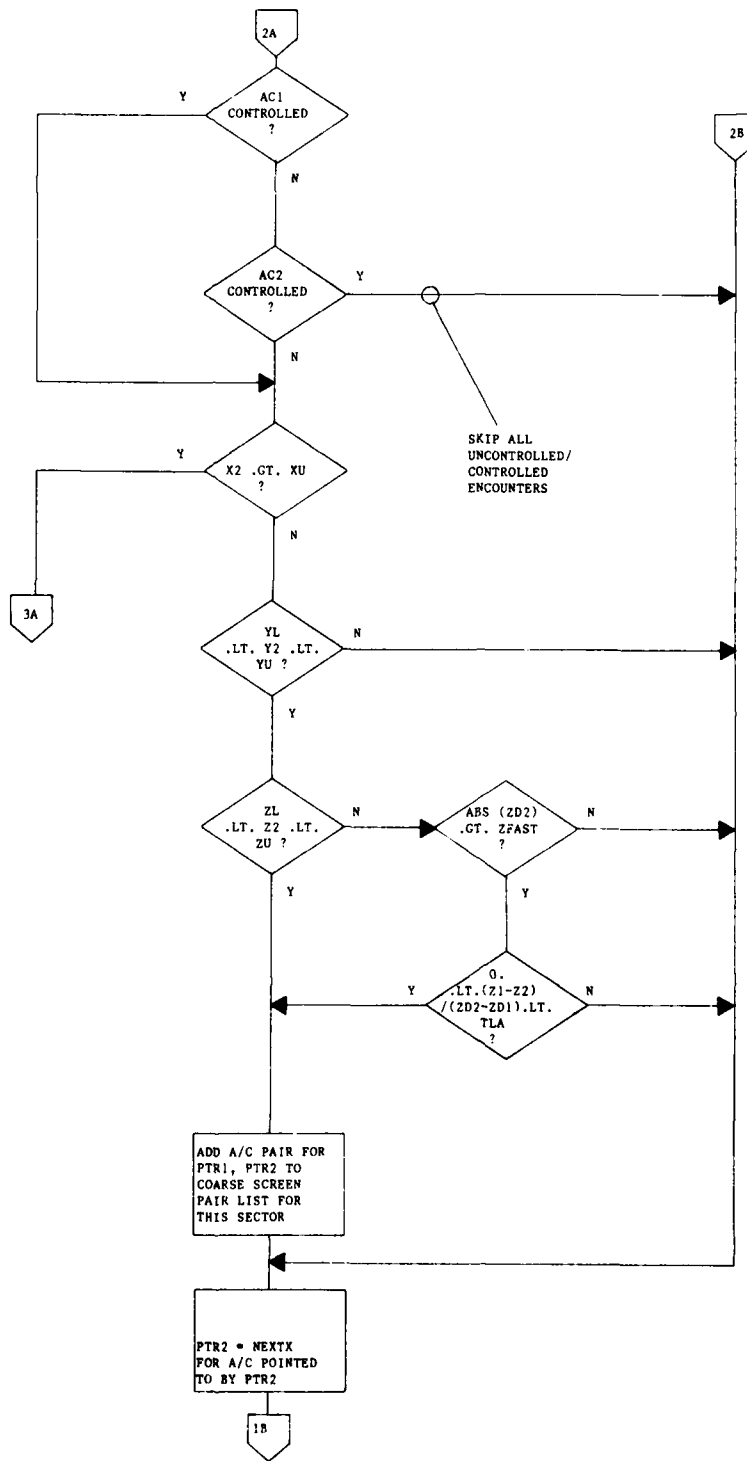 2A
Y
AC1
CONTROLLED
?
2B
N
AC2
CONTROLLED
?
Y
N
SKIP ALL
UNCONTROLLED/
CONTROLLED
ENCOUNTERS
Y
X2 .GT. XU
?
N
3A
YL
.LT. Y2 .LT.
YU ?
N
Y
ZL
.LT. Z2 .LT.
ZU ?
N
ABS (ZD2)
.GT. ZFAST
?
N
Y
Y
Y
0.
.LT.(Z1-Z2)
/(ZD2-ZD1).LT.
TLA
?
N
ADD A/C PAIR FOR
PTR1, PTR2 TO
COARSE SCREEN
PAIR LIST FOR
THIS SECTOR
PTR2 = NEXTX
FOR A/C POINTED
TO BY PTR2
1B